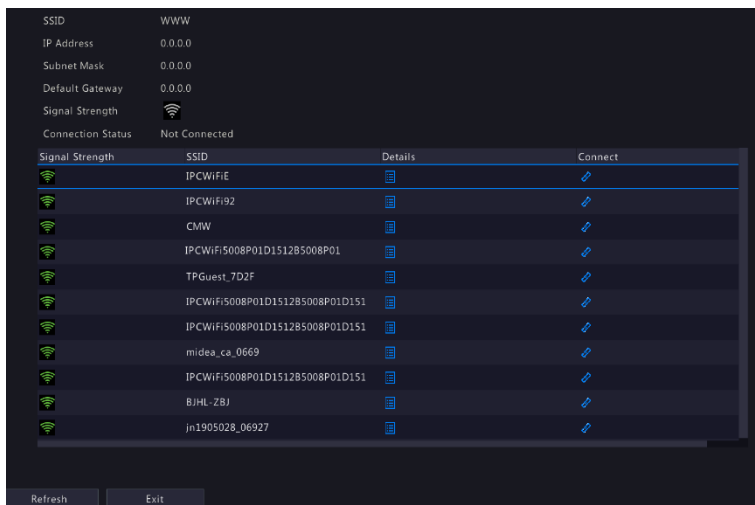 SSID WWW
IP Address 0.0.0.0
Subnet Mask 0.0.0.0
Default Gateway 0.0.0.0
Signal Strength
Connection Status Not Connected
Signal Strength SSID Details Connect
IPCWiFiE
IPCWiFi92
CMW
IPCWiFi5008P01D1512B5008P01
TPGuest_7D2F
IPCWiFi5008P01D1512B5008P01D151
IPCWiFi5008P01D1512B5008P01D151
midea_ca_0669
IPCWiFi5008P01D1512B5008P01D151
BJHL-ZBJ
jn1905028_06927
Refresh Exit